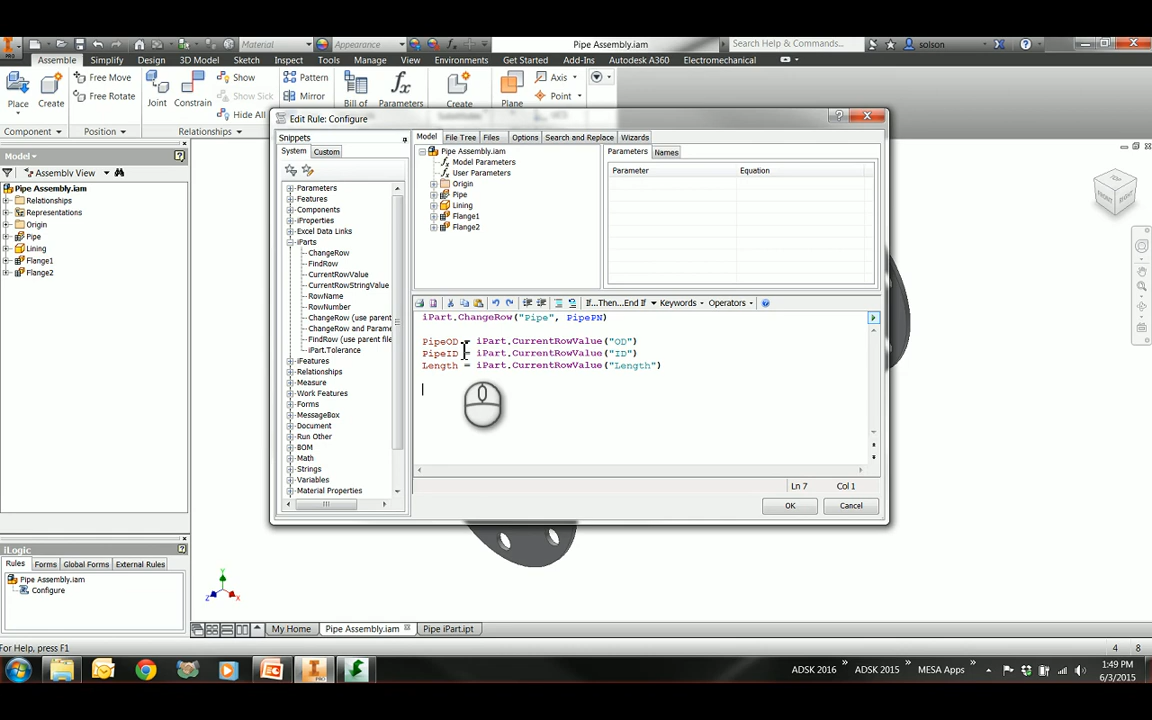 PRO
Material
Appearance
Pipe Assembly.iam
Search Help & Commands...
solson
Assemble
Simplify
Design
3D Model
Sketch
Inspect
Tools
Manage
View
Environments
Get Started
Add-Ins
Autodesk A360
Electromechanical
Place
Create
Free Move
Free Rotate
Joint
Constrain
Show
Show Sick
Hide All
Pattern
Mirror
Bill of
Parameters
Create
Plane
Axis
Point
UCS
Component
Position
Relationships
Model
Assembly View
Pipe Assembly.iam
Relationships
Representations
Origin
Pipe
Lining
Flange1
Flange2
Edit Rule: Configure
Snippets
System
Custom
Parameters
Features
Components
iProperties
Excel Data Links
iParts
ChangeRow
FindRow
CurrentRowValue
CurrentRowStringValue
RowName
RowNumber
ChangeRow (use parent
ChangeRow and Parame
FindRow (use parent file
iPart.Tolerance
iFeatures
Relationships
Measure
Work Features
Forms
MessageBox
Document
Run Other
BOM
Math
Strings
Variables
Material Properties
Model
File Tree
Files
Options
Search and Replace
Wizards
Pipe Assembly.iam
Model Parameters
User Parameters
Origin
Pipe
Lining
Flange1
Flange2
Parameters
Names
Parameter
Equation
If...Then...End If
Keywords
Operators
iPart.ChangeRow("Pipe", PipePN)
PipeOD = iPart.CurrentRowValue("OD")
PipeID = iPart.CurrentRowValue("ID")
Length = iPart.CurrentRowValue("Length")
Ln 7
Col 1
OK
Cancel
TOP
FRONT
RIGHT
iLogic
Rules
Forms
Global Forms
External Rules
Pipe Assembly.iam
Configure
Y
Z
X
My Home
Pipe Assembly.iam
Pipe iPart.ipt
For Help, press F1
4
8
ADSK 2016
ADSK 2015
MESA Apps
1:49 PM
6/3/2015